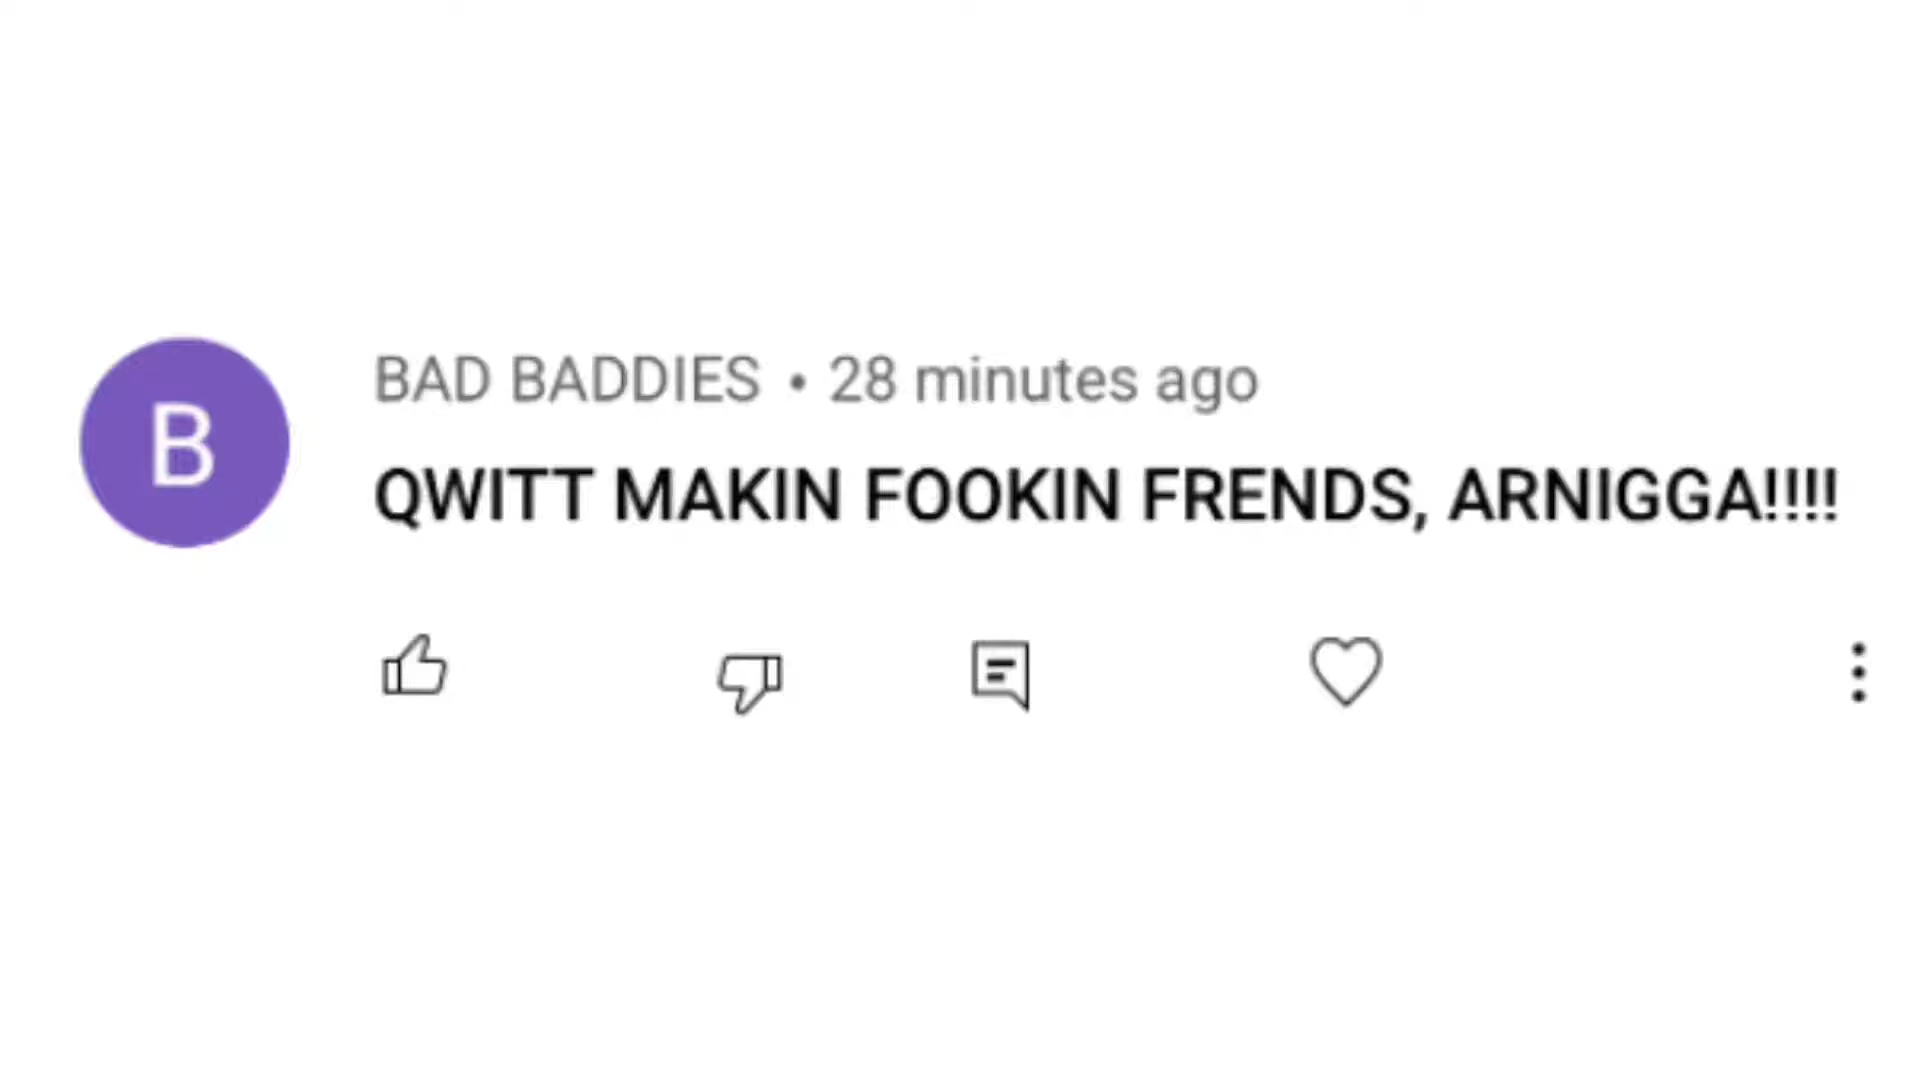 B
BAD BADDIES • 28 minutes ago
QWITT MAKIN FOOKIN FRENDS, ARNIGGA!!!!